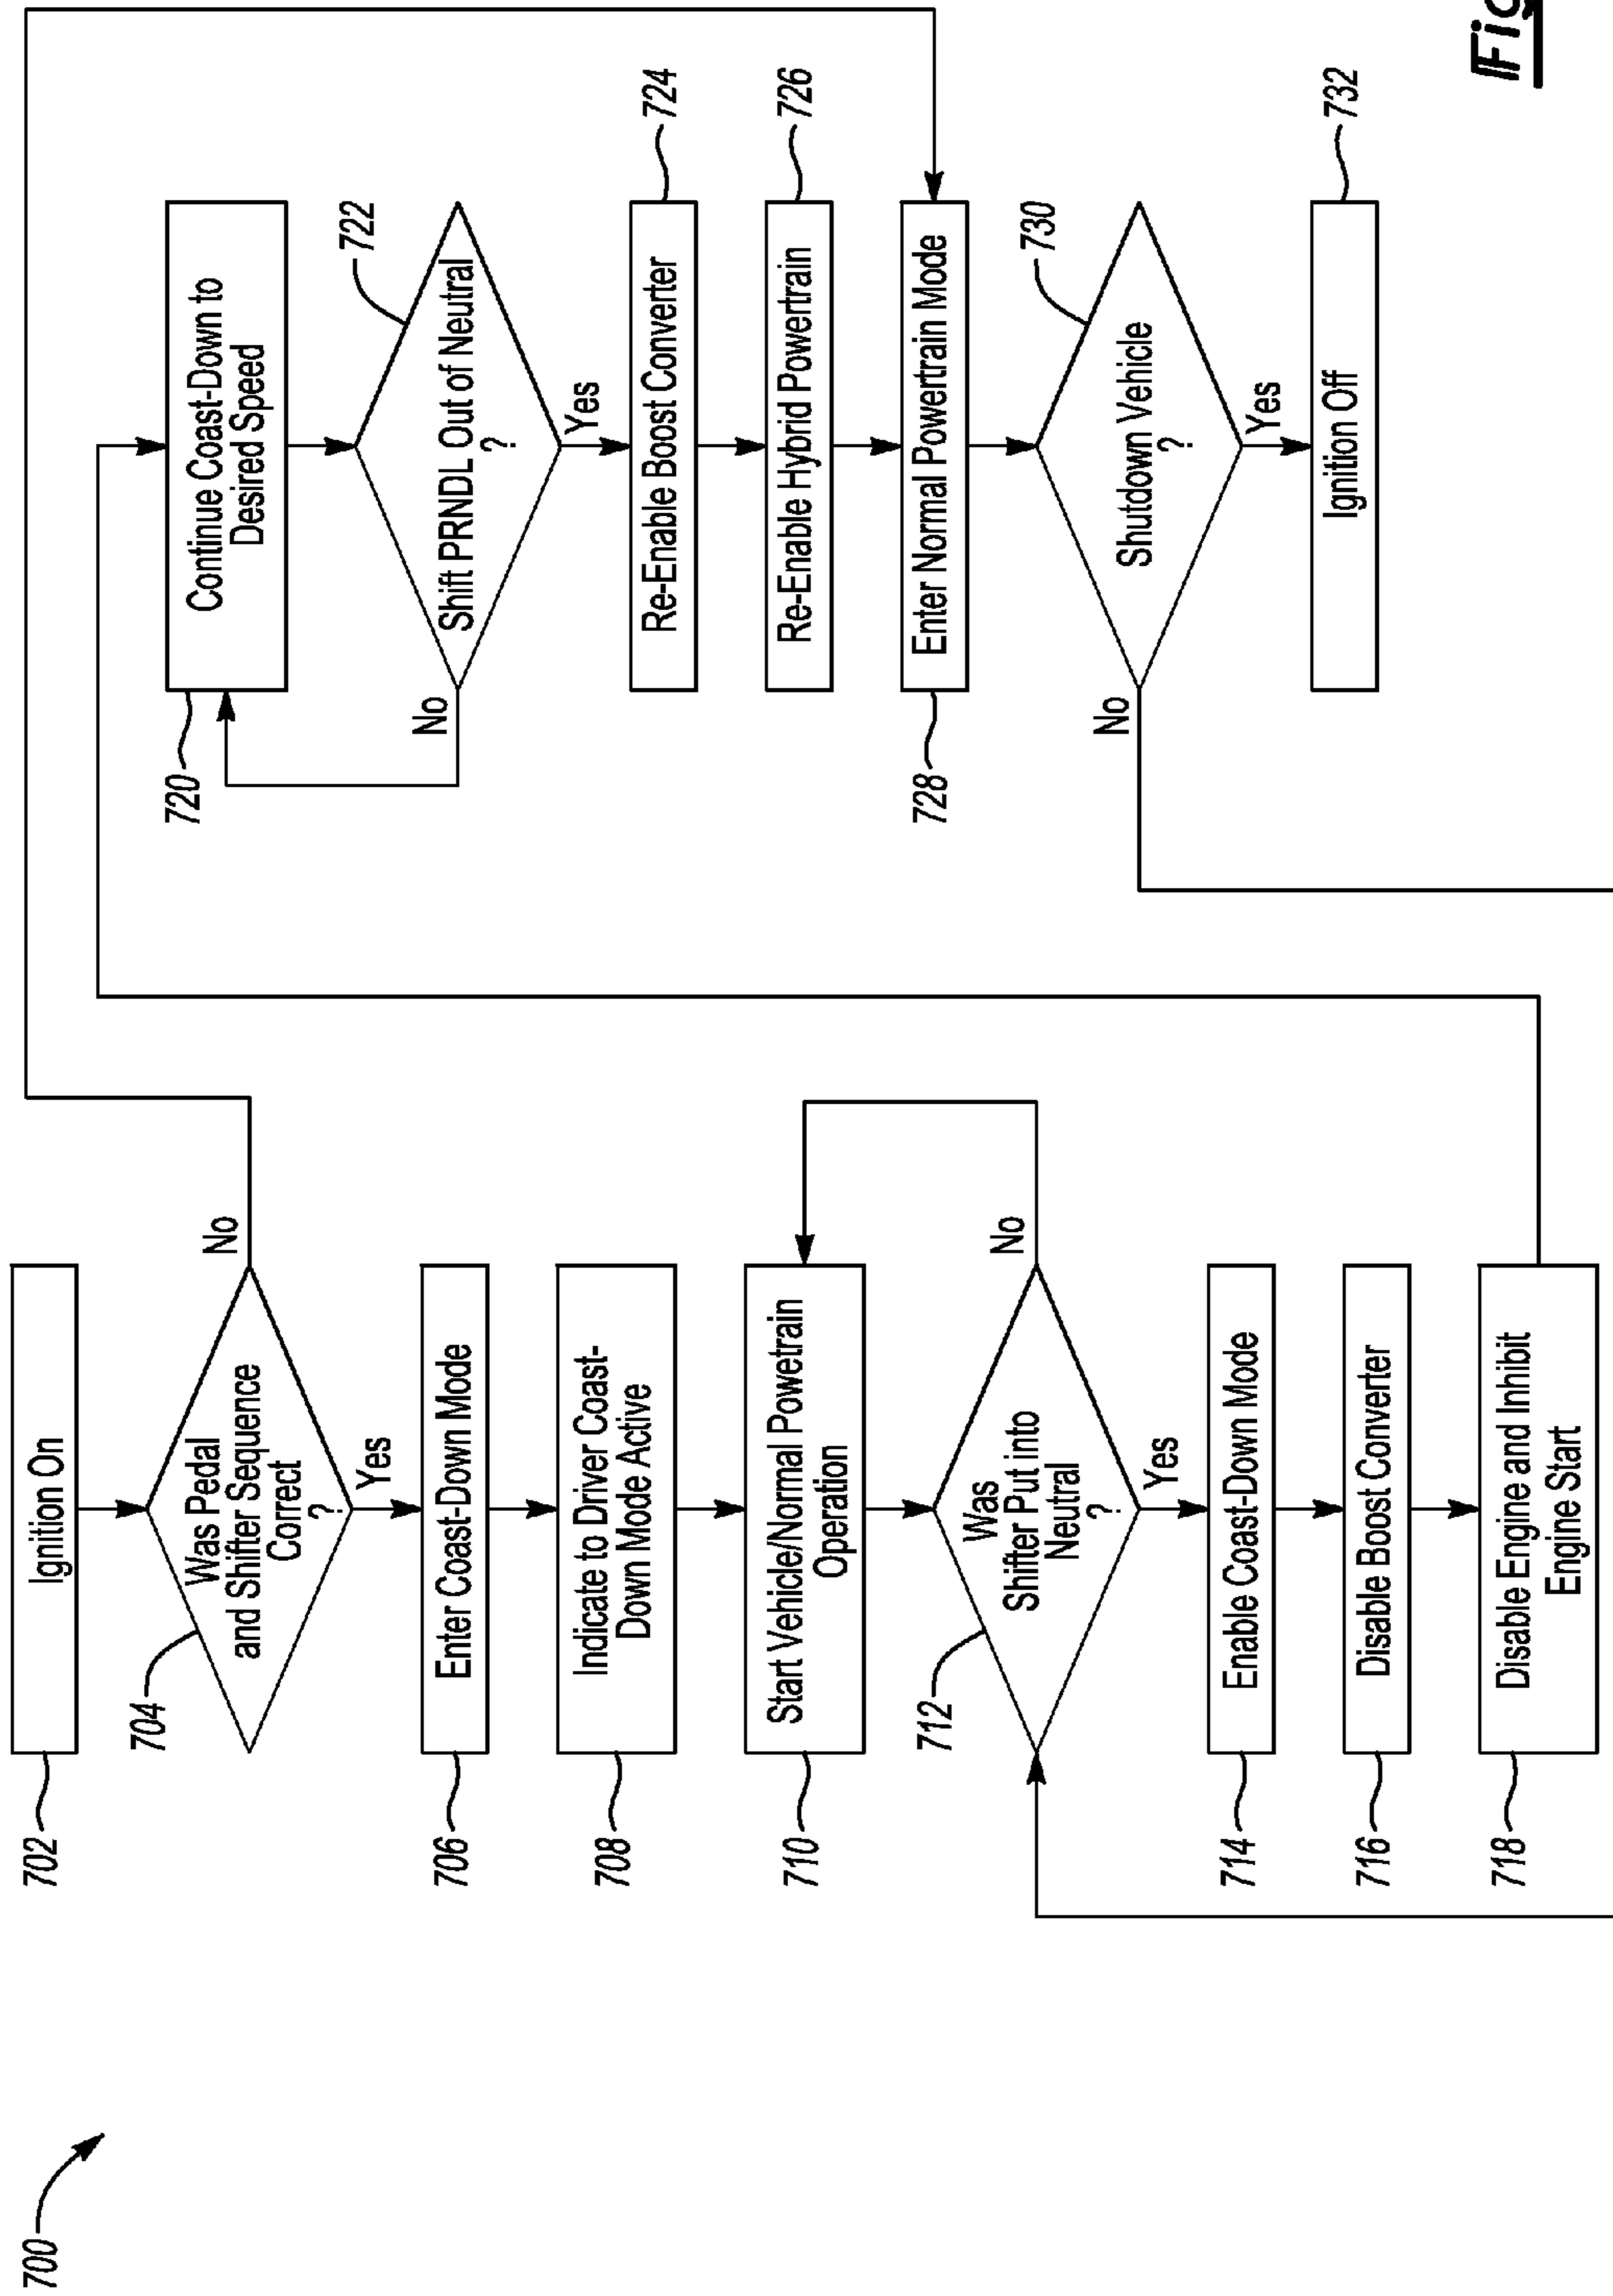 700
702
Ignition On
704
Was Pedal
and Shifter Sequence
Correct
?
No
Yes
706
Enter Coast-Down Mode
708
Indicate to Driver Coast-
Down Mode Active
710
Start Vehicle/Normal Powetrain
Operation
712
Was
Shifter Put into
Neutral
?
No
Yes
714
Enable Coast-Down Mode
716
Disable Boost Converter
718
Disable Engine and Inhibit
Engine Start
720
Continue Coast-Down to
Desired Speed
722
Shift PRNDL Out of Neutral
?
No
Yes
724
Re-Enable Boost Converter
726
Re-Enable Hybrid Powertrain
728
Enter Normal Powertrain Mode
730
Shutdown Vehicle
?
No
Yes
732
Ignition Off
Fig